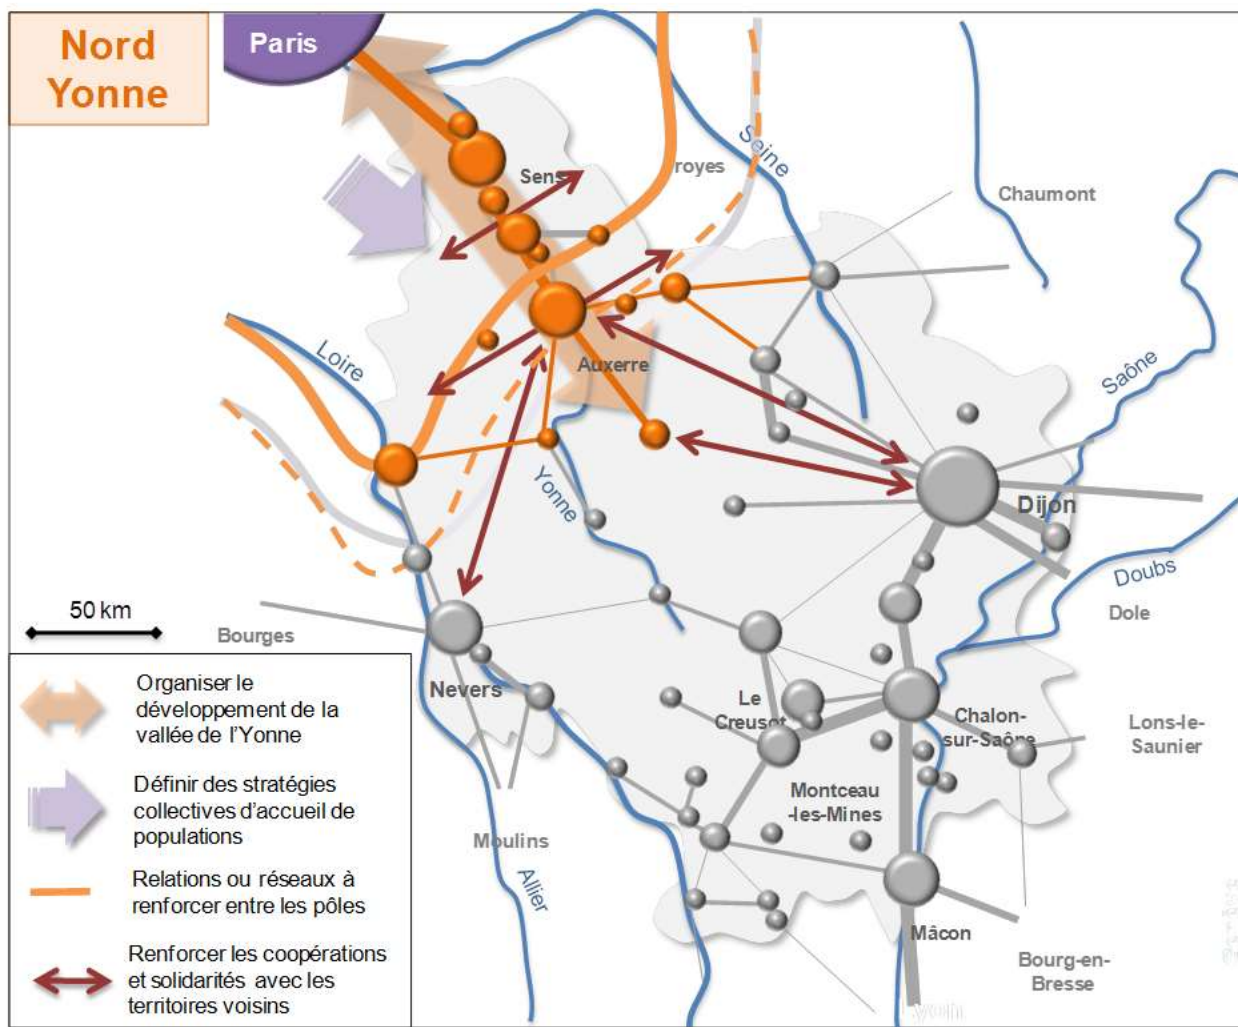 Nord
Yonne
Paris
Seine
Sens
royes
Chaumont
Loire
Auxerre
Saône
Yonne
Dijon
Doubs
50 km
Dole
Bourges
Nevers
Le
Creusot
Chalon-
sur-Saône
Lons-le-
Saunier
Montceau
-les-Mines
Moulins
Allier
Mâcon
Bourg-en-
Bresse
Lyon
Organiser le
développement de la
vallée de l'Yonne
Définir des stratégies
collectives d'accueil de
populations
Relations ou réseaux à
renforcer entre les pôles
Renforcer les coopérations
et solidarités avec les
territoires voisins